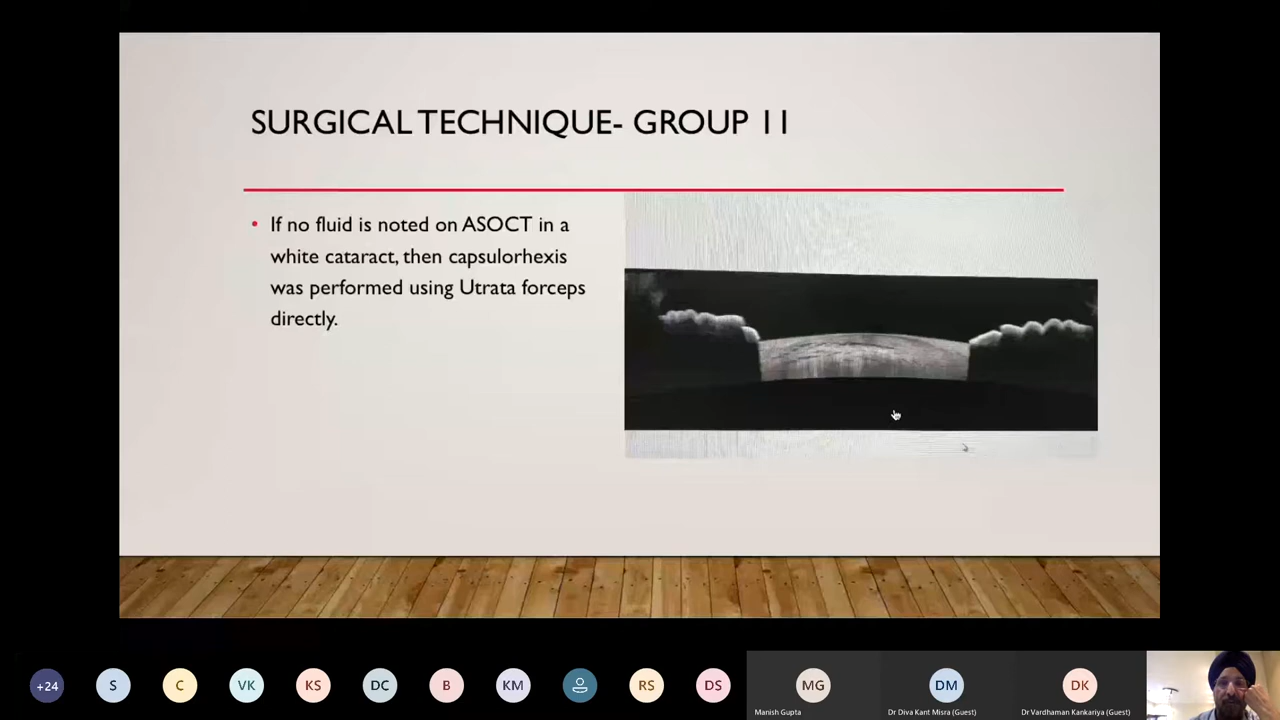 SURGICAL TECHNIQUE- GROUP 11
• If no fluid is noted on ASOCT in a
white cataract, then capsulorhexis
was performed using Utrata forceps
directly.
+24
S
C
VK
KS
DC
B
KM
RS
DS
MG
DM
DK
Manish Gupta
Dr Diva Kant Misra (Guest)
Dr Vardhaman Kankariya (Guest)